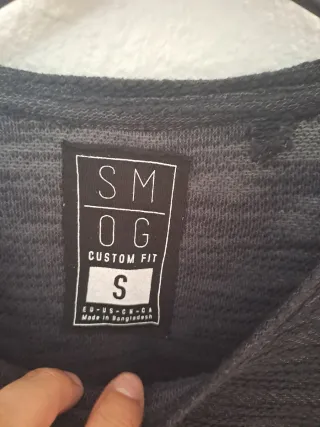 SM
OG
CUSTOM FIT
S
EU-US-CN-CA
Made in Bangladesh